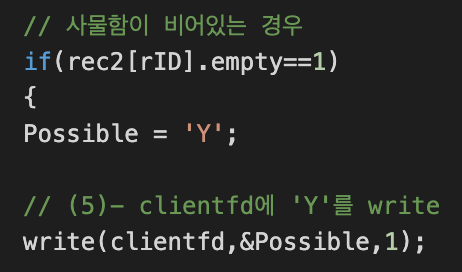 // 사물함이 비어있는 경우
if(rec2[rID].empty==1)
{
Possible = 'Y';
// (5)- clientfd에 'Y'를 write
write(clientfd,&Possible,1);